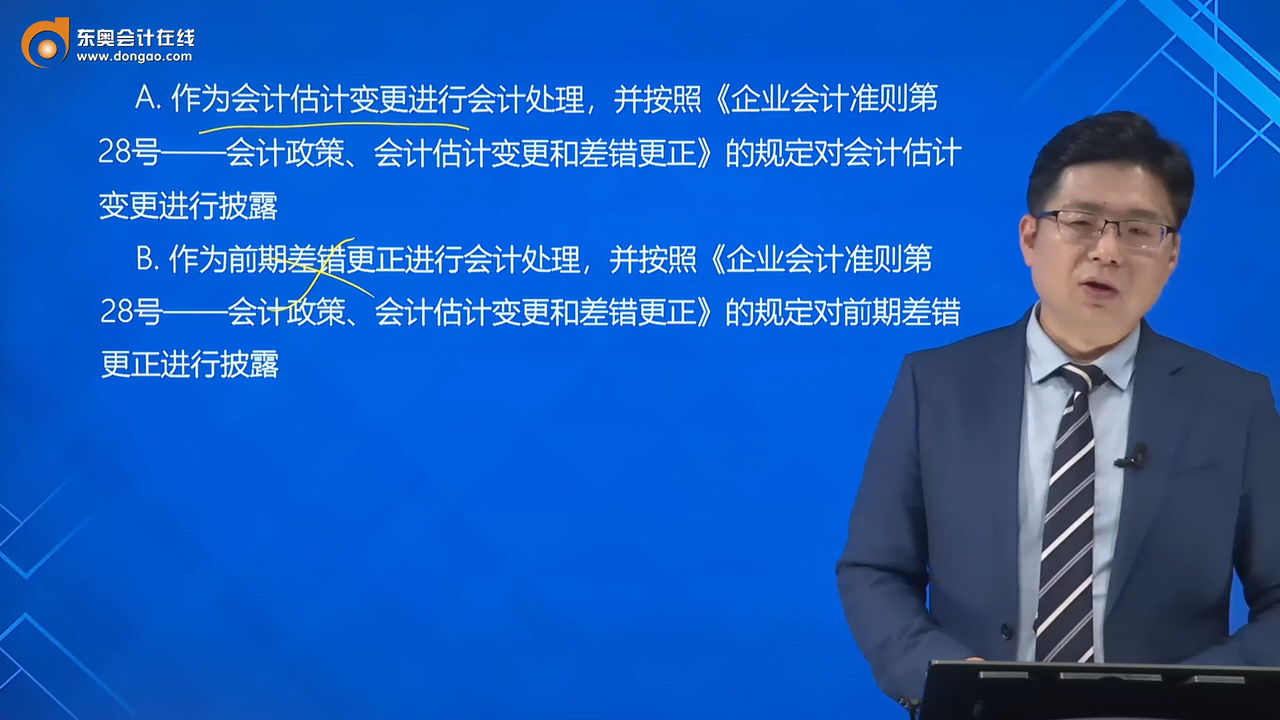 东奥会计在线
www.dongao.com
A. 作为会计估计变更进行会计处理，并按照《企业会计准则第
28号——会计政策、会计估计变更和差错更正》的规定对会计估计
变更进行披露
B. 作为前期差错更正进行会计处理，并按照《企业会计准则第
28号——会计政策、会计估计变更和差错更正》的规定对前期差错
更正进行披露